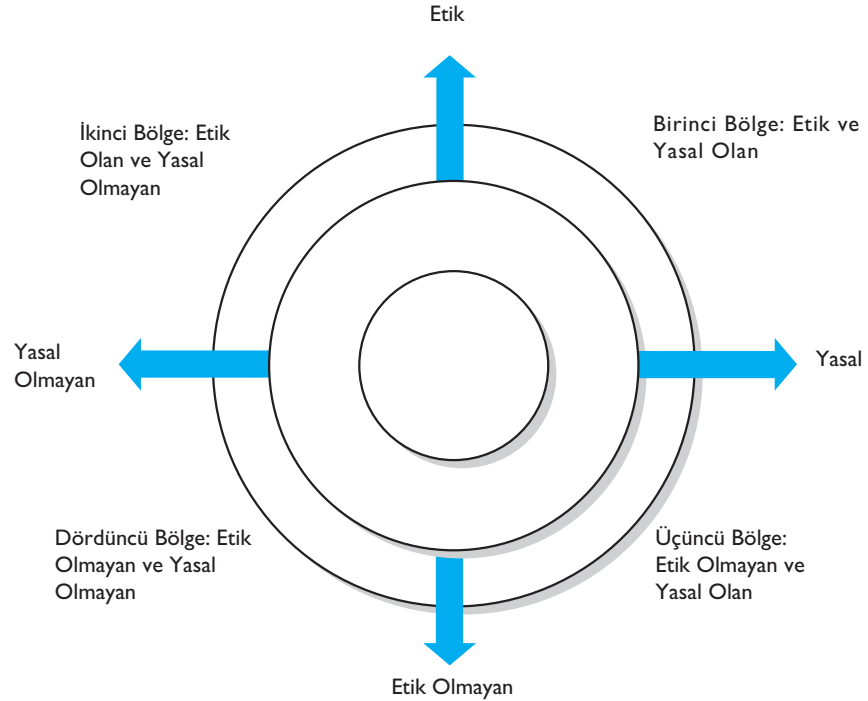 Etik
İkinci Bölge: Etik
Olan ve Yasal
Olmayan
Birinci Bölge: Etik ve
Yasal Olan
Yasal
Olmayan
Yasal
Dördüncü Bölge: Etik
Olmayan ve Yasal
Olmayan
Üçüncü Bölge:
Etik Olmayan ve
Yasal Olan
Etik Olmayan